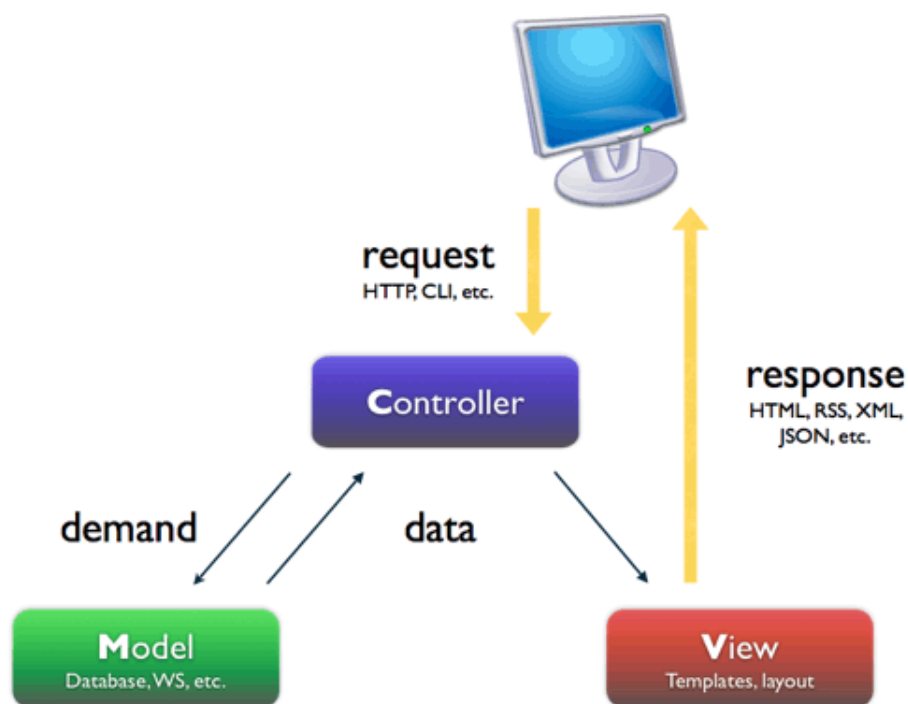 request
HTTP, CLI, etc.
Controller
response
HTML, RSS, XML,
JSON, etc.
demand
data
Model
Database, WS, etc.
View
Templates, layout